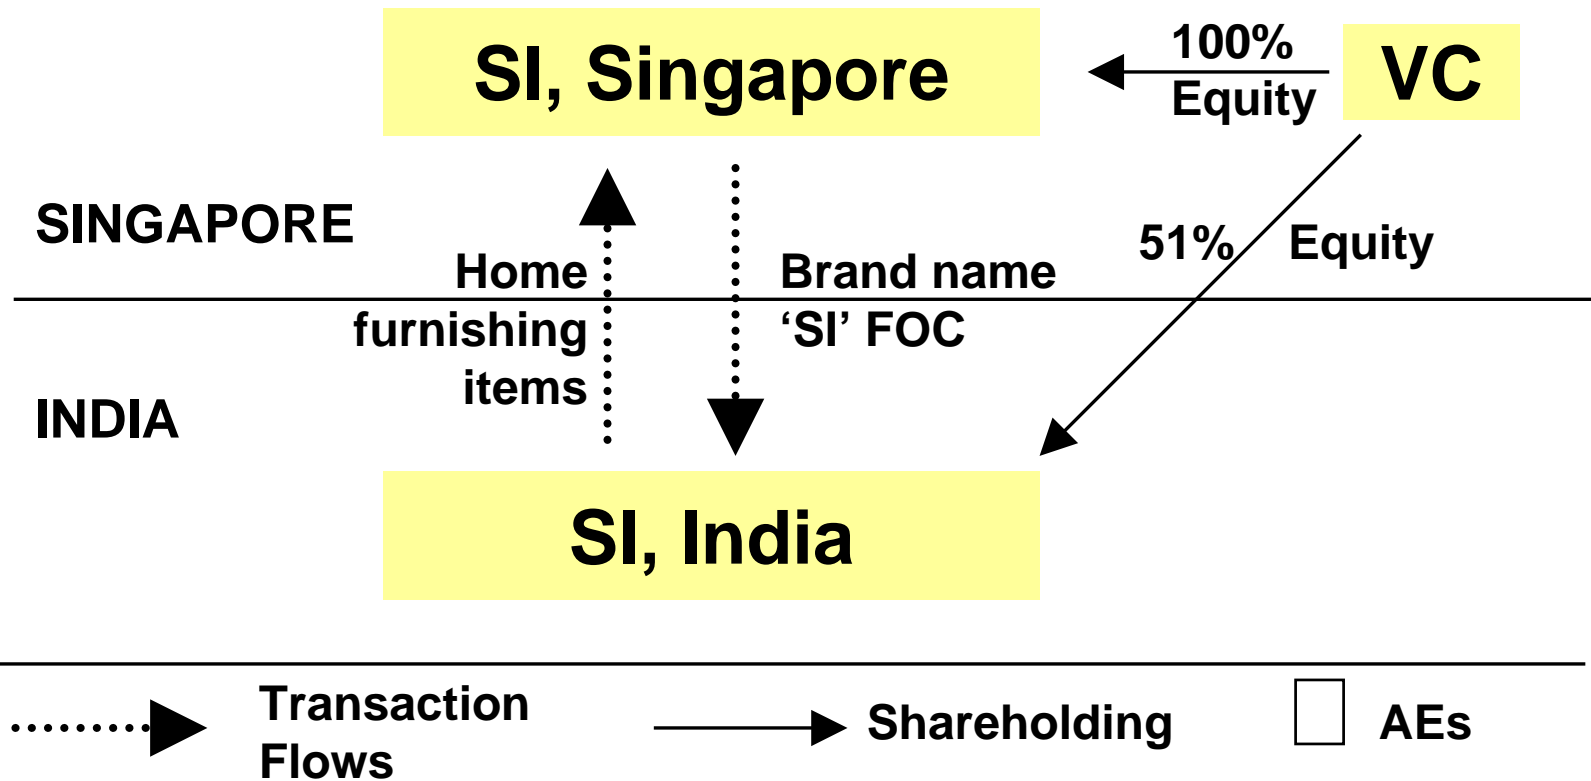 SI, Singapore
100%
Equity
VC
SINGAPORE
51% Equity
Home
furnishing
items
Brand name
‘SI’ FOC
INDIA
SI, India
Transaction
Flows
Shareholding
AEs